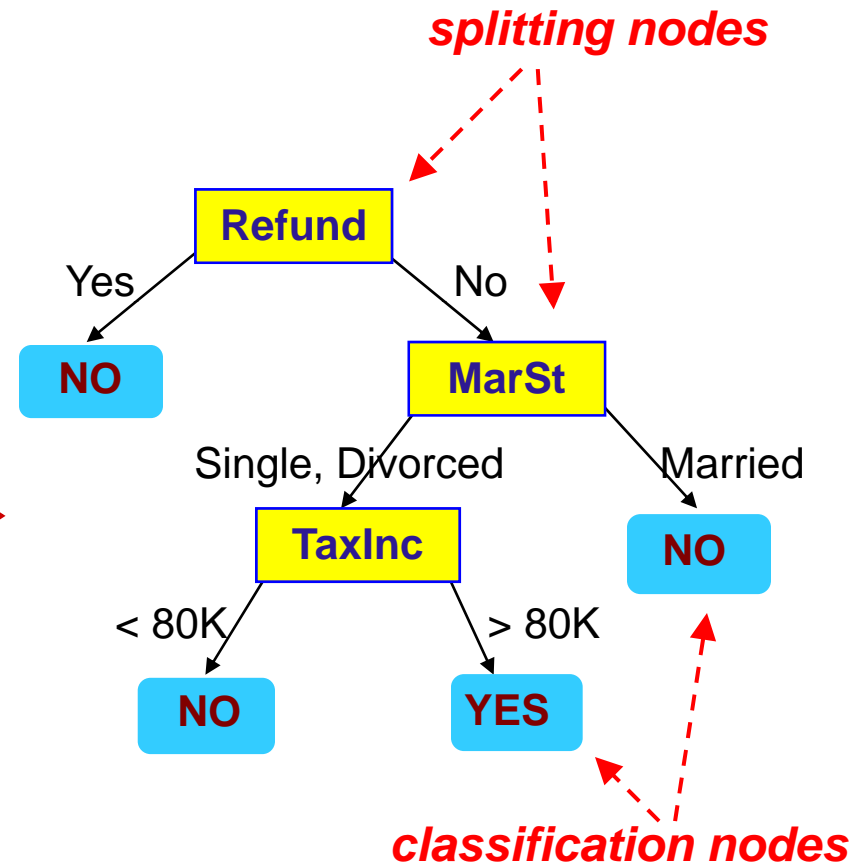 splitting nodes
Refund
Yes
No
NO
MarSt
Single, Divorced
Married
TaxInc
NO
< 80K
> 80K
NO
YES
classification nodes